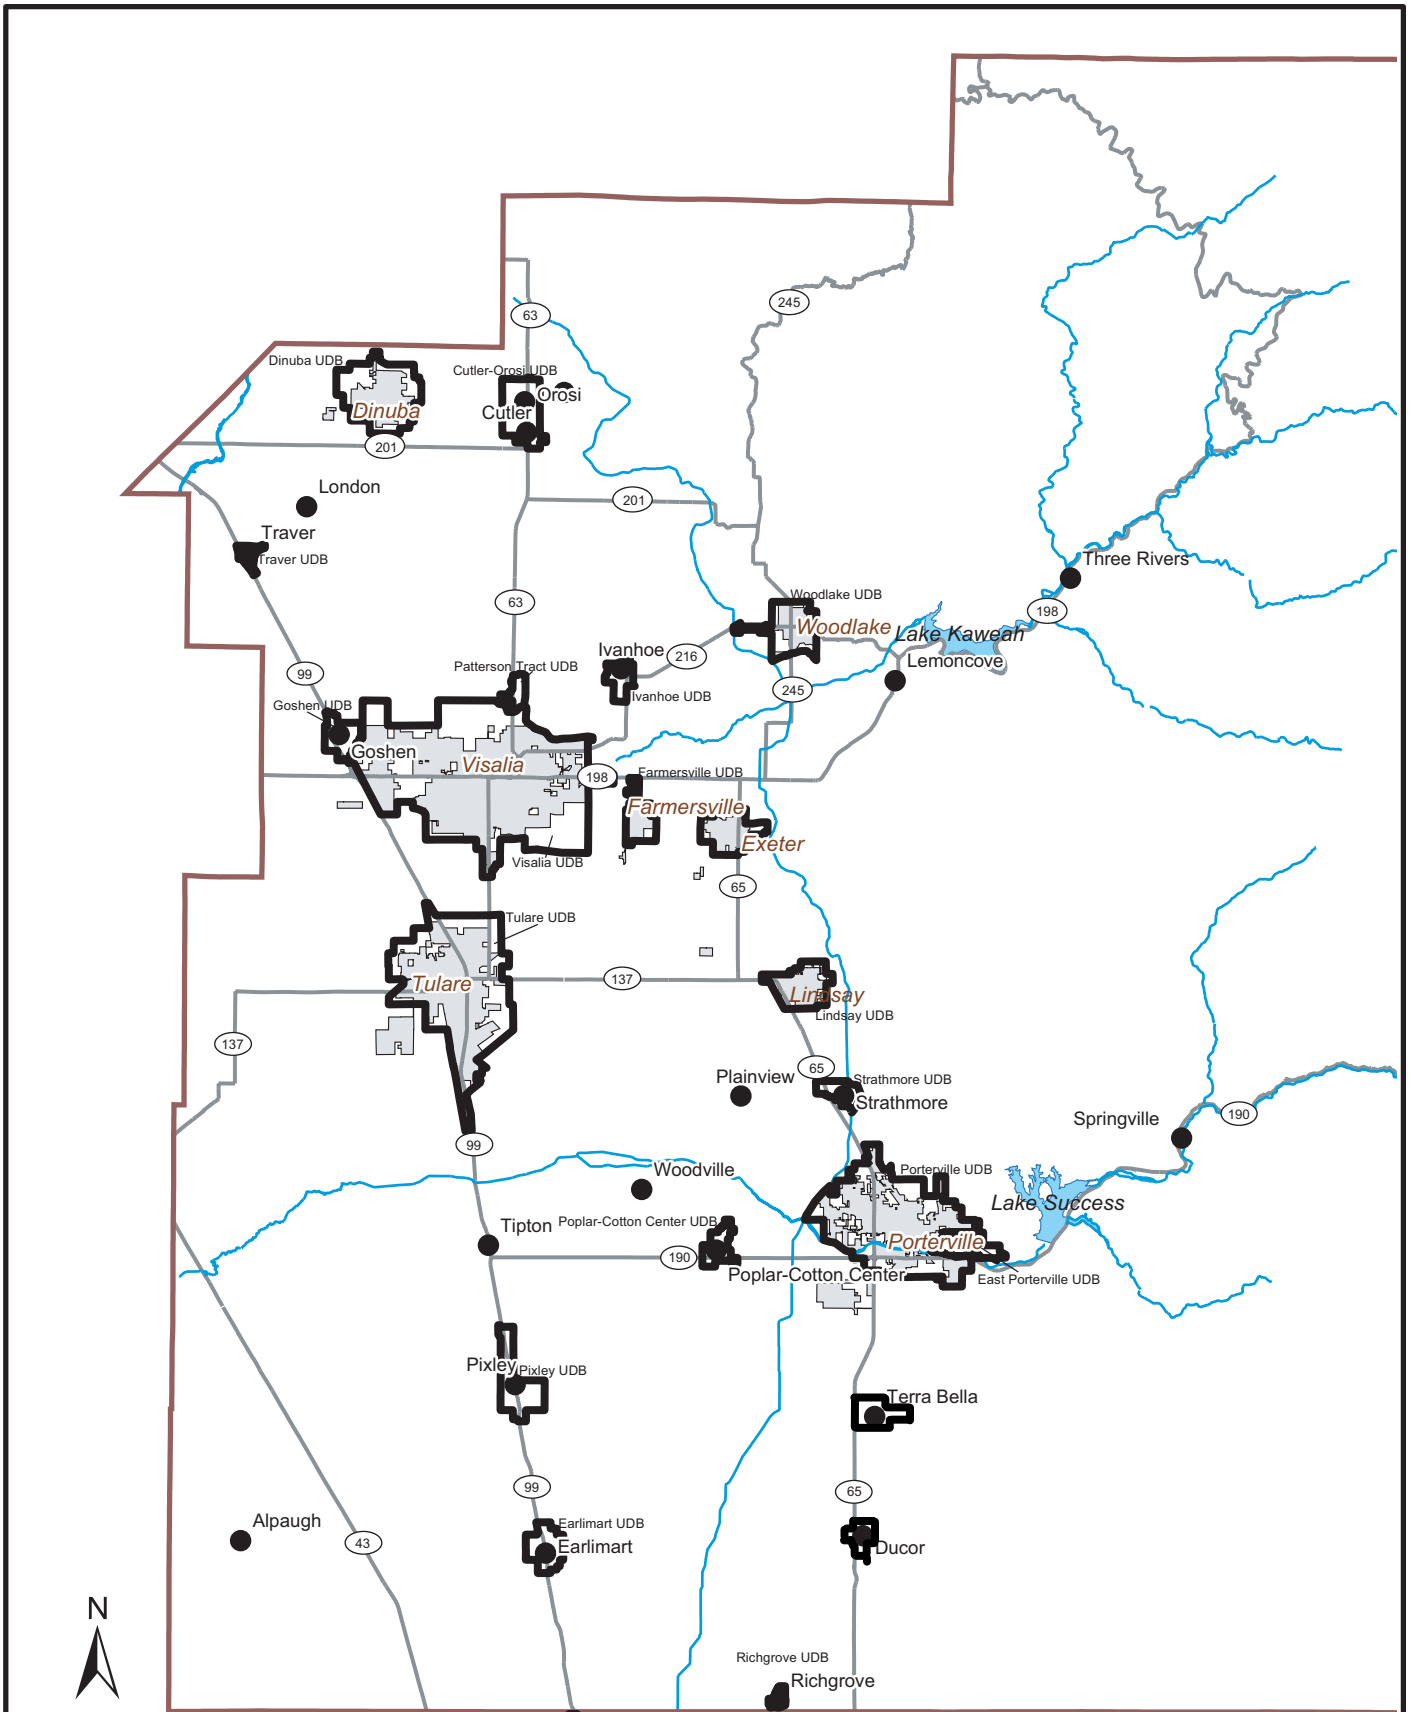 245
63
Dinuba UDB
Cutler-Orosi UDB
Orosi
Dinuba
Cutler
201
London
201
Traver
Traver UDB
Three Rivers
Woodlake UDB
63
198
Woodlake
Lake Kaweah
Ivanhoe
216
Lemoncove
Patterson Tract UDB
99
245
Ivanhoe UDB
Goshen UDB
Goshen
Visalia
198
Farmersville UDB
Farmersville
Exeter
Visalia UDB
65
Tulare UDB
137
Tulare
Lindsay
Lindsay UDB
137
65
Plainview
Strathmore UDB
Strathmore
190
Springville
99
Woodville
Porterville UDB
Lake Success
Tipton
Poplar-Cotton Center UDB
Porterville
190
Poplar-Cotton Center
East Porterville UDB
Pixley
Pixley UDB
Terra Bella
99
65
Alpaugh
Earlimart UDB
43
Earlimart
Ducor
N
Richgrove UDB
Richgrove